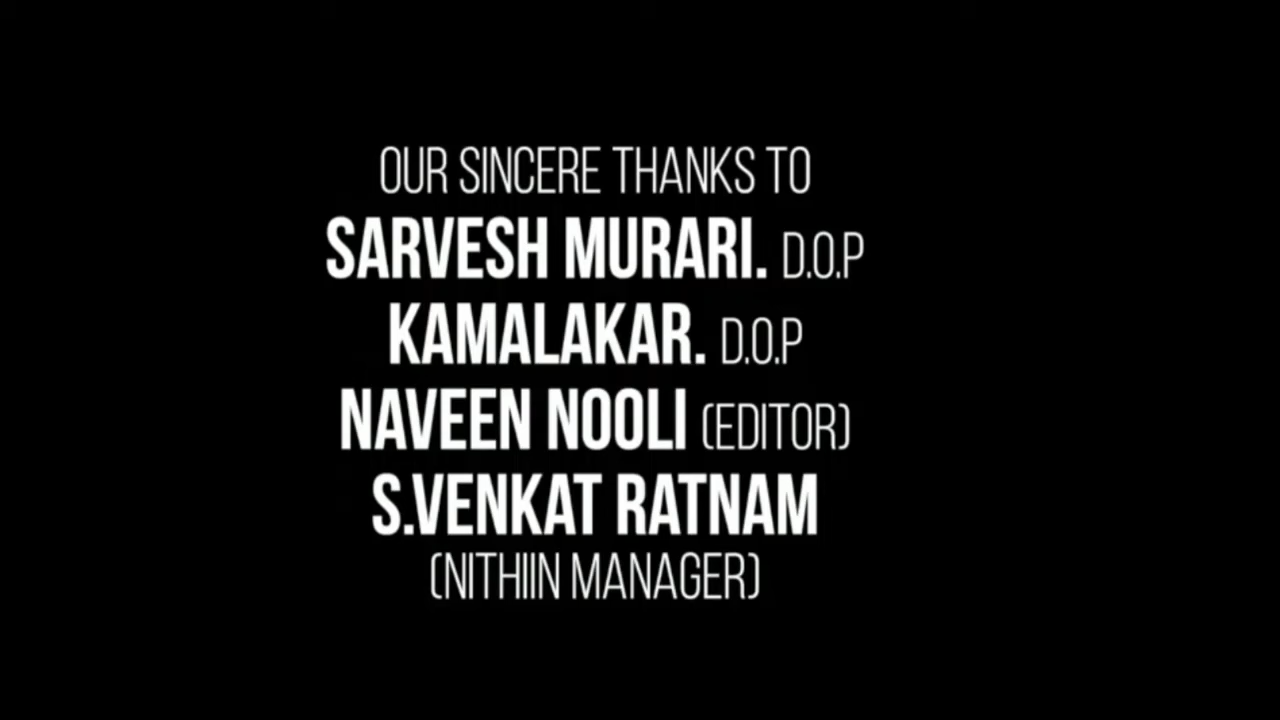 OUR SINCERE THANKS TO
SARVESH MURARI. D.O.P
KAMALAKAR. D.O.P
NAVEEN NOOLI (EDITOR)
S.VENKAT RATNAM
(NITHIIN MANAGER)